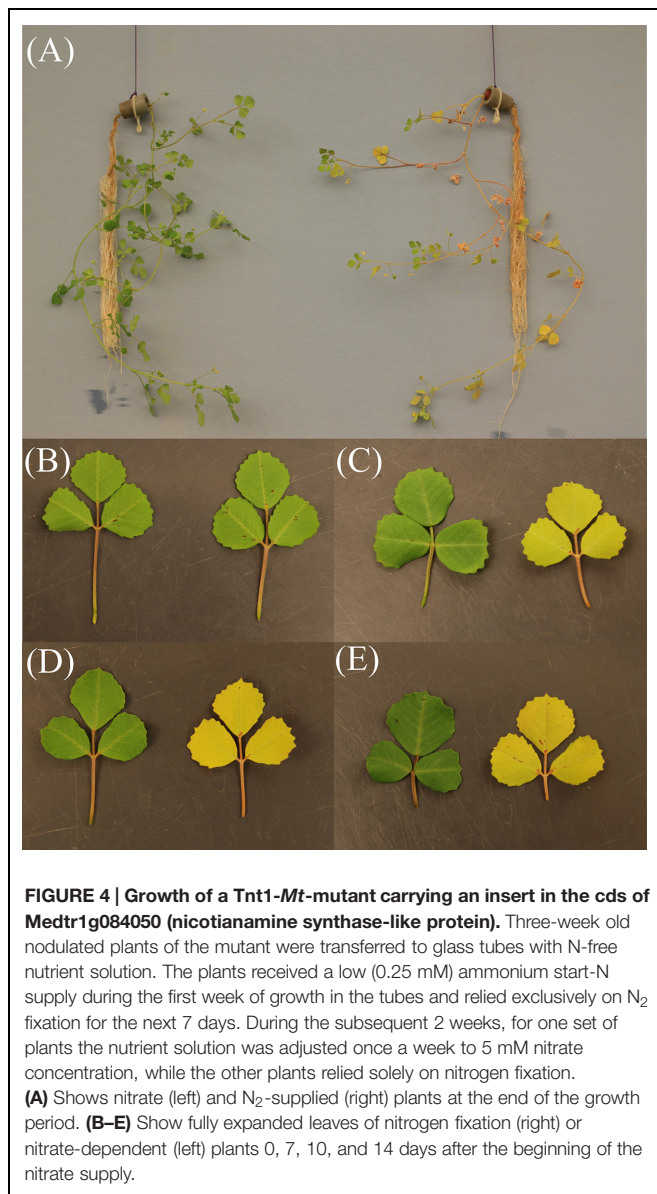 (A)
(B)
(C)
(D)
(E)
FIGURE 4 | Growth of a Tnt1-Mt-mutant carrying an insert in the cds of
Medtr1g084050 (nicotianamine synthase-like protein). Three-week old
nodulated plants of the mutant were transferred to glass tubes with N-free
nutrient solution. The plants received a low (0.25 mM) ammonium start-N
supply during the first week of growth in the tubes and relied exclusively on N₂
fixation for the next 7 days. During the subsequent 2 weeks, for one set of
plants the nutrient solution was adjusted once a week to 5 mM nitrate
concentration, while the other plants relied solely on nitrogen fixation.
(A) Shows nitrate (left) and N₂-supplied (right) plants at the end of the growth
period. (B–E) Show fully expanded leaves of nitrogen fixation (right) or
nitrate-dependent (left) plants 0, 7, 10, and 14 days after the beginning of the
nitrate supply.